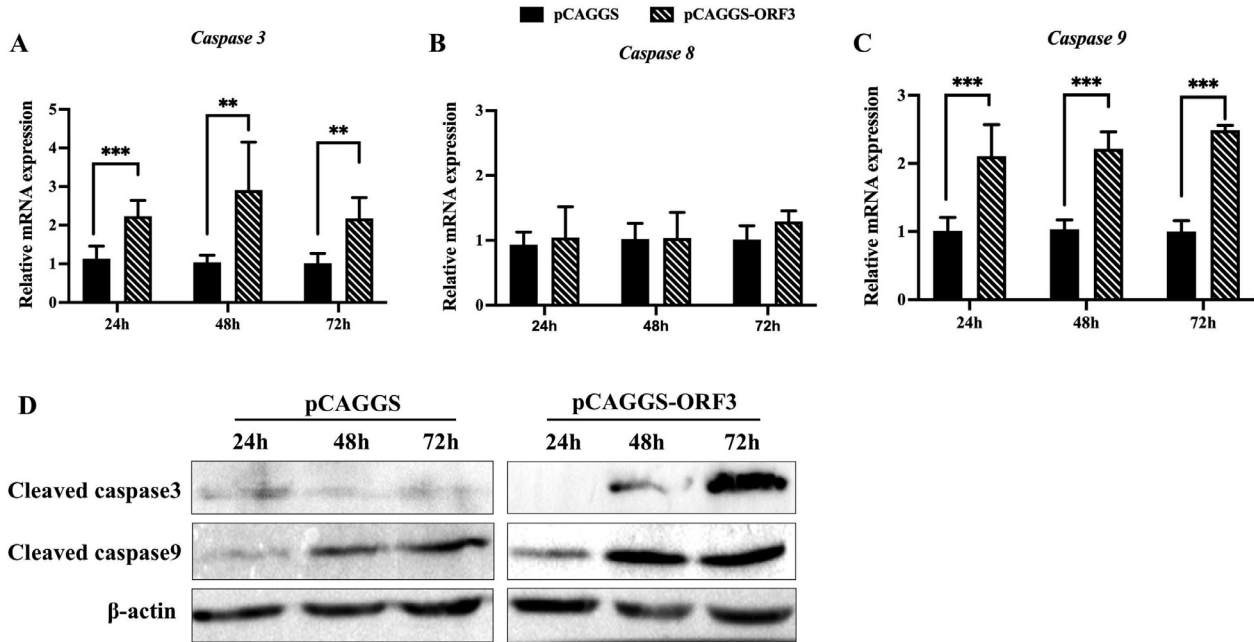 pCAGGS pCAGGS-ORF3
A
Caspase 3
Relative mRNA expression
5
4
3
2
1
0
***
**
**
24h 48h 72h
B
Caspase 8
Relative mRNA expression
3
2
1
0
24h 48h 72h
C
Caspase 9
Relative mRNA expression
3
2
1
0
***
***
***
24h 48h 72h
D
pCAGGS pCAGGS-ORF3
24h 48h 72h 24h 48h 72h
Cleaved caspase3
Cleaved caspase9
β-actin